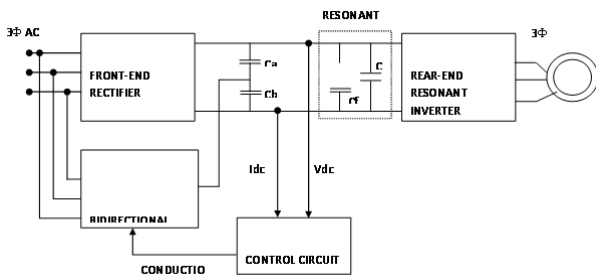 RESONANT
3Φ AC
3Φ
FRONT-END
RECTIFIER
Ca
Cb
C
Cf
REAR-END
RESONANT
INVERTER
Idc
Vdc
BIDIRECTIONAL
CONTROL CIRCUIT
CONDUCTIO